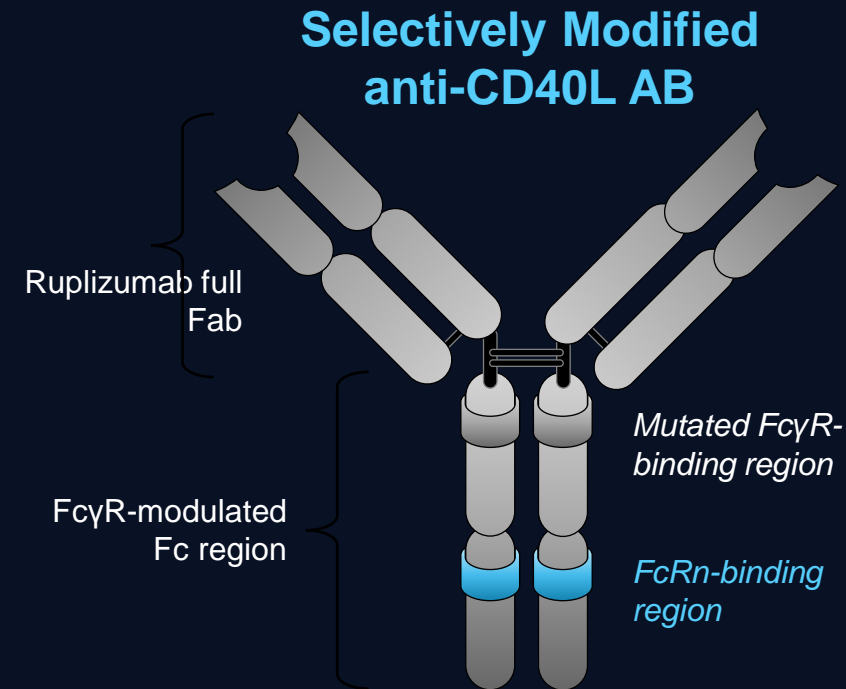 Selectively Modified
anti-CD40L AB
Ruplizumab full
Fab
Mutated FcγR-
binding region
FcγR-modulated
Fc region
FcRn-binding
region